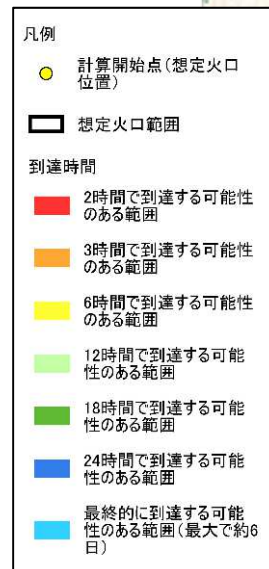 凡例
計算開始点(想定火口
位置)
想定火口範囲
到達時間
2時間で到達する可能性
のある範囲
3時間で到達する可能性
のある範囲
6時間で到達する可能性
のある範囲
12時間で到達する可能
性のある範囲
18時間で到達する可能
性のある範囲
24時間で到達する可能
性のある範囲
最終的に到達する可能
性のある範囲(最大で約6
日)